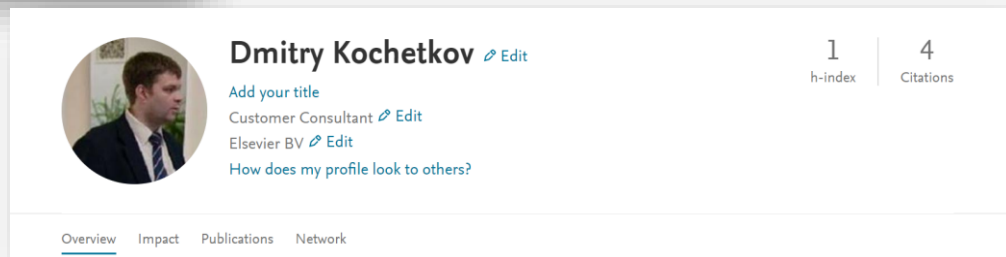 Dmitry Kochetkov Edit
Add your title
Customer Consultant Edit
Elsevier BV Edit
How does my profile look to others?
1
h-index
4
Citations
Overview Impact Publications Network